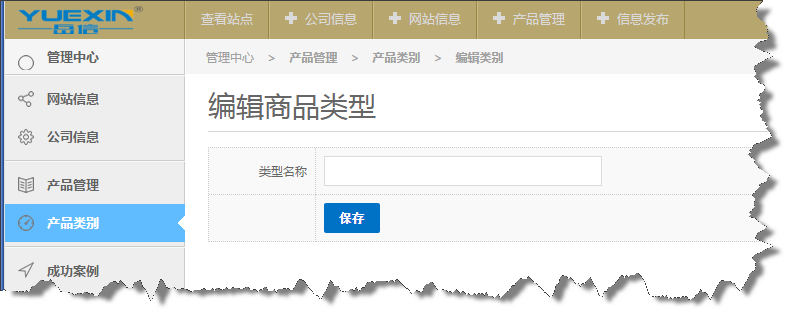 YUEXIN®
岳信
查看站点
公司信息
网站信息
产品管理
信息发布
管理中心
网站信息
公司信息
产品管理
产品类别
成功案例
管理中心 > 产品管理 > 产品类别 > 编辑类别
编辑商品类型
类型名称
保存